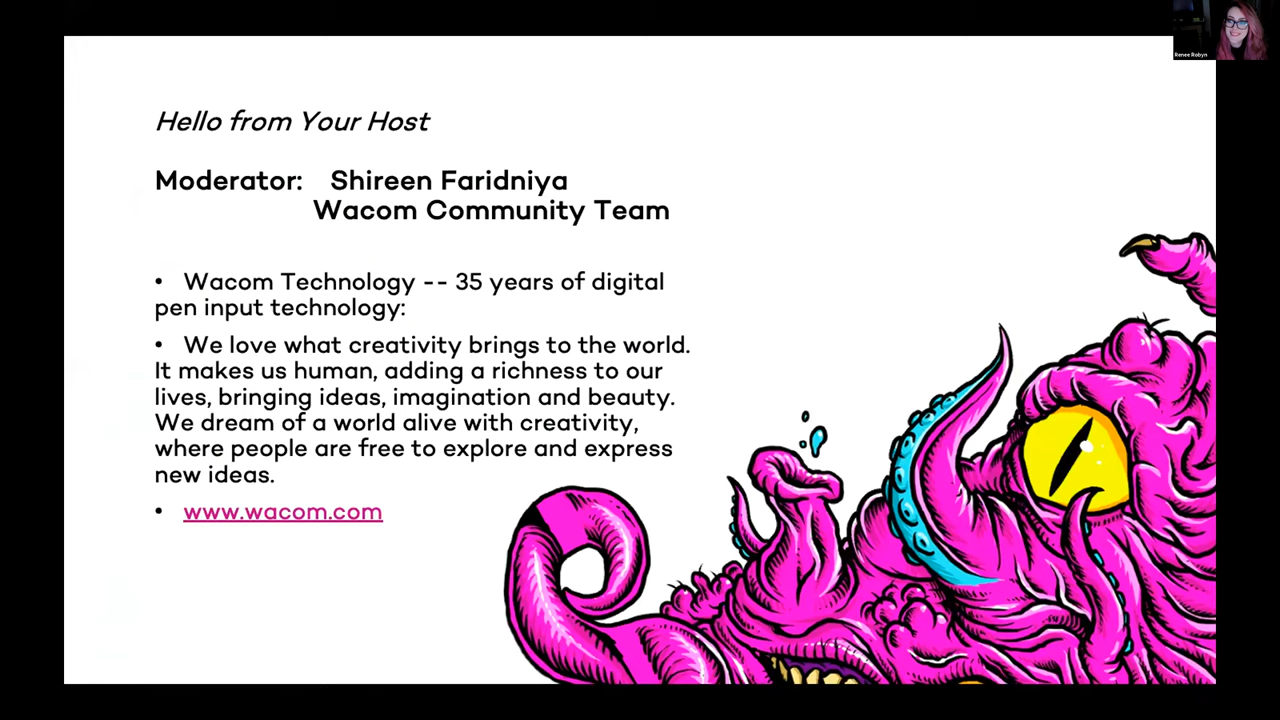 Renee Robyn
Hello from Your Host
Moderator: Shireen Faridniya
Wacom Community Team
• Wacom Technology -- 35 years of digital
pen input technology:
• We love what creativity brings to the world.
It makes us human, adding a richness to our
lives, bringing ideas, imagination and beauty.
We dream of a world alive with creativity,
where people are free to explore and express
new ideas.
• www.wacom.com